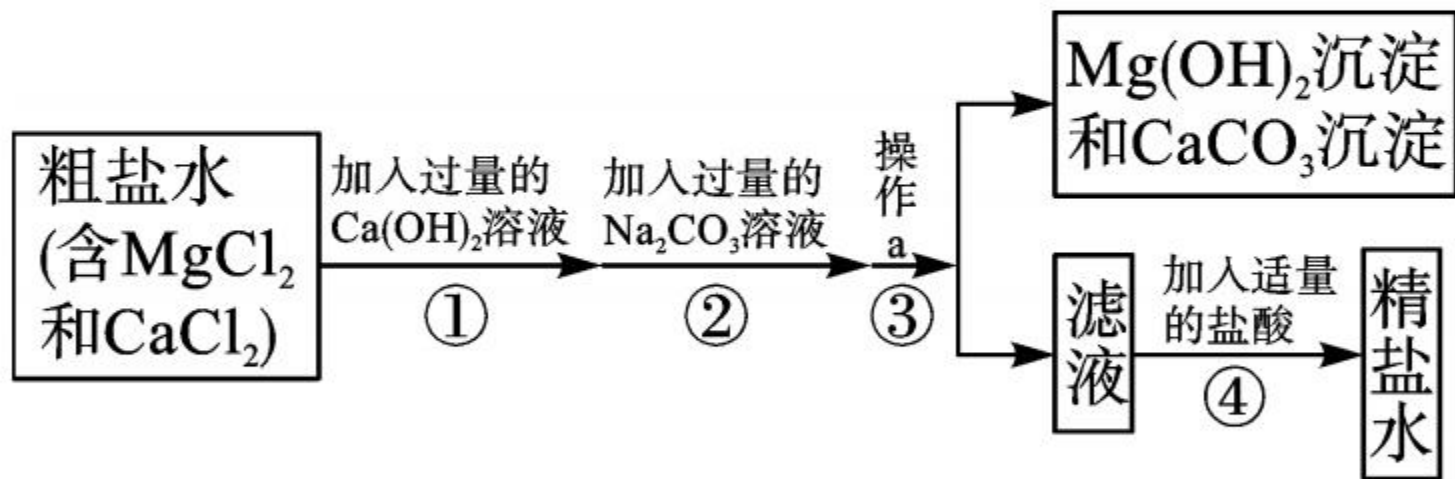 粗盐水
(含MgCl₂
和CaCl₂)
加入过量的
Ca(OH)₂溶液
①
加入过量的
Na₂CO₃溶液
②
操
作
a
③
Mg(OH)₂沉淀
和CaCO₃沉淀
滤
液
加入适量
的盐酸
④
精
盐
水